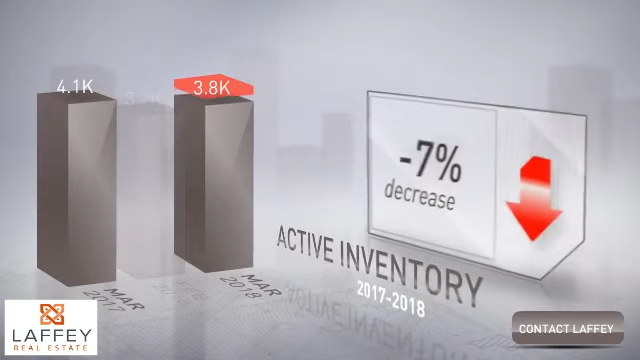 4.1K
3.8K
-7%
decrease
ACTIVE INVENTORY
2017-2018
MAR
2017
MAR
2018
LAFFEY
REAL ESTATE
CONTACT LAFFEY